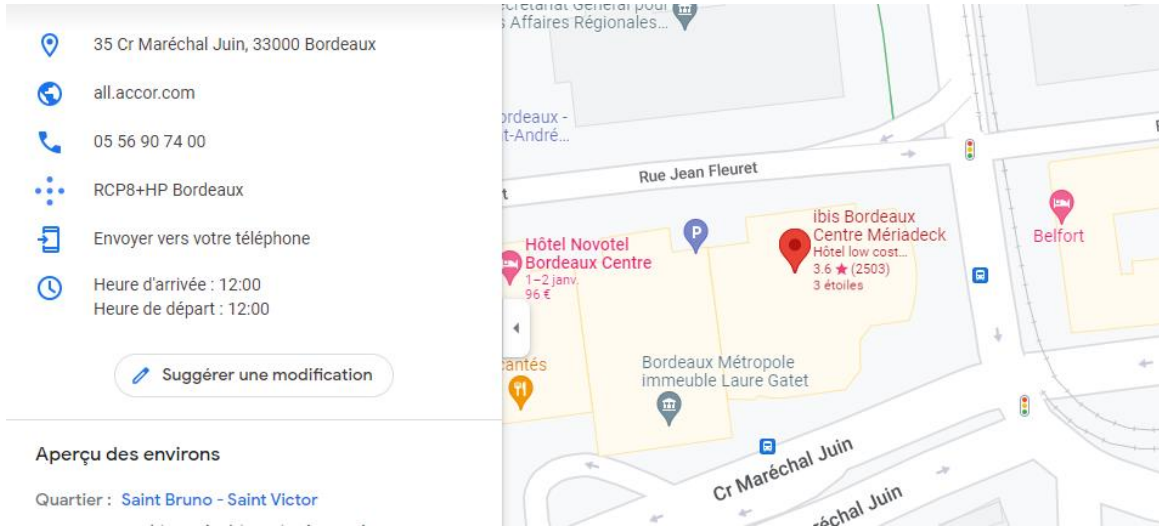 35 Cr Maréchal Juin, 33000 Bordeaux
all.accor.com
05 56 90 74 00
RCP8+HP Bordeaux
Envoyer vers votre téléphone
Heure d'arrivée : 12:00
Heure de départ : 12:00
Suggérer une modification
Aperçu des environs
Quartier : Saint Bruno - Saint Victor
Affaires Régionales...
Rue Jean Fleuret
P
ibis Bordeaux
Centre Mériadeck
Hôtel low cost...
3.6 ★ (2503)
3 étoiles
Belfort
Hôtel Novotel
Bordeaux Centre
1–2 janv.
96 €
Bordeaux Métropole
immeuble Laure Gatet
Cr Maréchal Juin
Juin